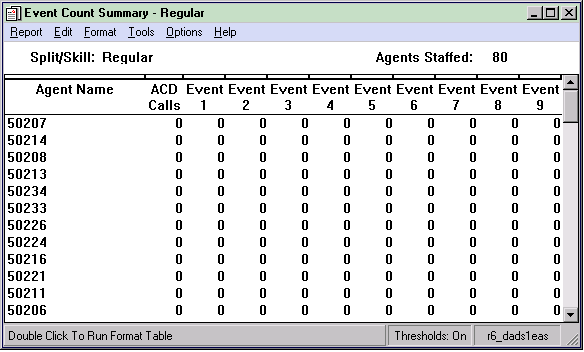 Event Count Summary - Regular
Report Edit Format Tools Options Help
Split/Skill: Regular Agents Staffed: 80
Agent Name ACD Calls Event 1 Event 2 Event 3 Event 4 Event 5 Event 6 Event 7 Event 8 Event 9
50207 0 0 0 0 0 0 0 0 0 0
50214 0 0 0 0 0 0 0 0 0 0
50208 0 0 0 0 0 0 0 0 0 0
50213 0 0 0 0 0 0 0 0 0 0
50234 0 0 0 0 0 0 0 0 0 0
50233 0 0 0 0 0 0 0 0 0 0
50226 0 0 0 0 0 0 0 0 0 0
50224 0 0 0 0 0 0 0 0 0 0
50216 0 0 0 0 0 0 0 0 0 0
50221 0 0 0 0 0 0 0 0 0 0
50211 0 0 0 0 0 0 0 0 0 0
50206 0 0 0 0 0 0 0 0 0 0
Double Click To Run Format Table Thresholds: On r6_dads1eas